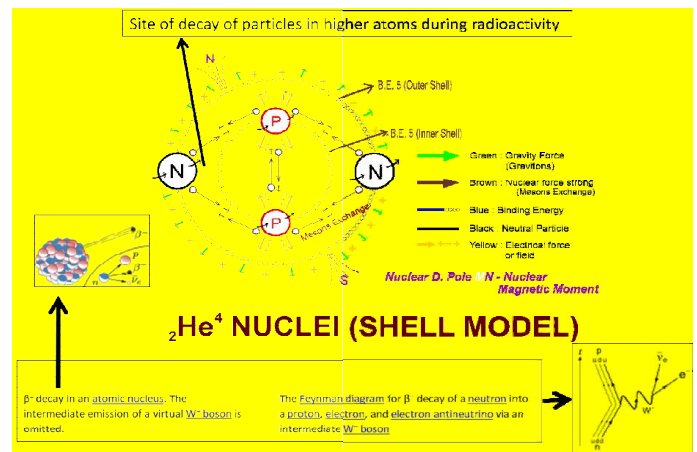 Site of decay of particles in higher atoms during radioactivity
N
B.E. 5 (Outer Shell)
P
B.E. 5 (Inner Shell)
N
N
Green : Gravity Force
(Gravitons)
Brown : Nuclear force strong
(Mesons Exchange)
P
Blue : Binding Energy
Mesons Exchange
Black : Neutral Particle
Yellow : Electrical force
or field
S
Nuclear D. Pole MN - Nuclear
Magnetic Moment
β⁻
p
β⁻
n
ν̄e
₂He⁴ NUCLEI (SHELL MODEL)
β⁻ decay in an atomic nucleus. The
intermediate emission of a virtual W⁻ boson is
omitted.
The Feynman diagram for β⁻ decay of a neutron into
a proton, electron, and electron antineutrino via an
intermediate W⁻ boson
t
p
udu
ν̄e
e⁻
W⁻
udd
n